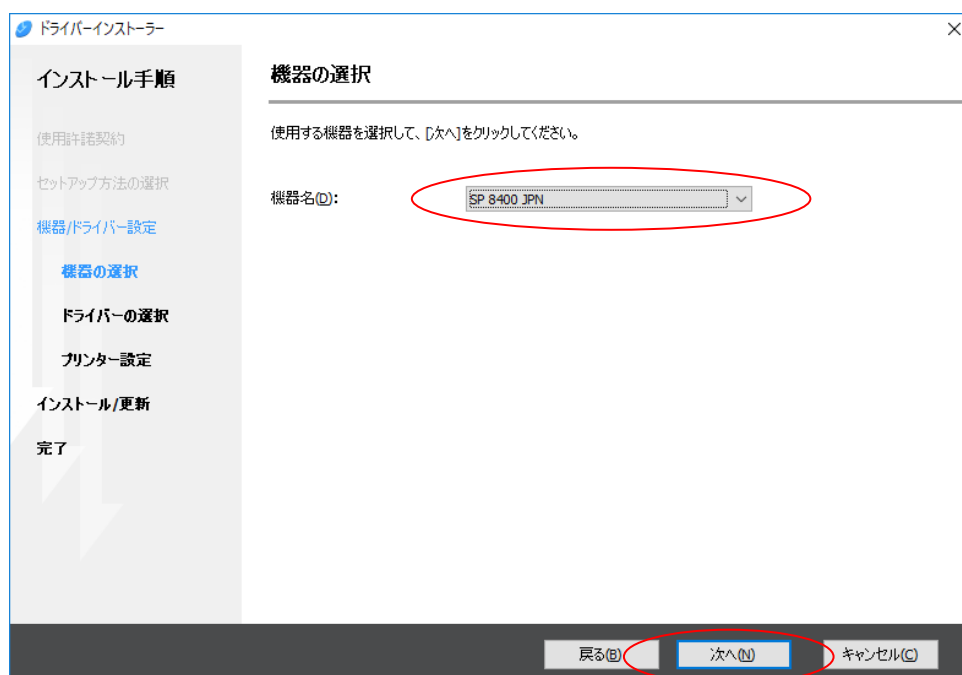 ドライバーインストーラー
インストール手順
使用許諾契約
セットアップ方法の選択
機器/ドライバー設定
機器の選択
ドライバーの選択
プリンター設定
インストール/更新
完了
機器の選択
使用する機器を選択して、[次へ]をクリックしてください。
機器名(D):
SP 8400 JPN
戻る(B)
次へ(N)
キャンセル(C)